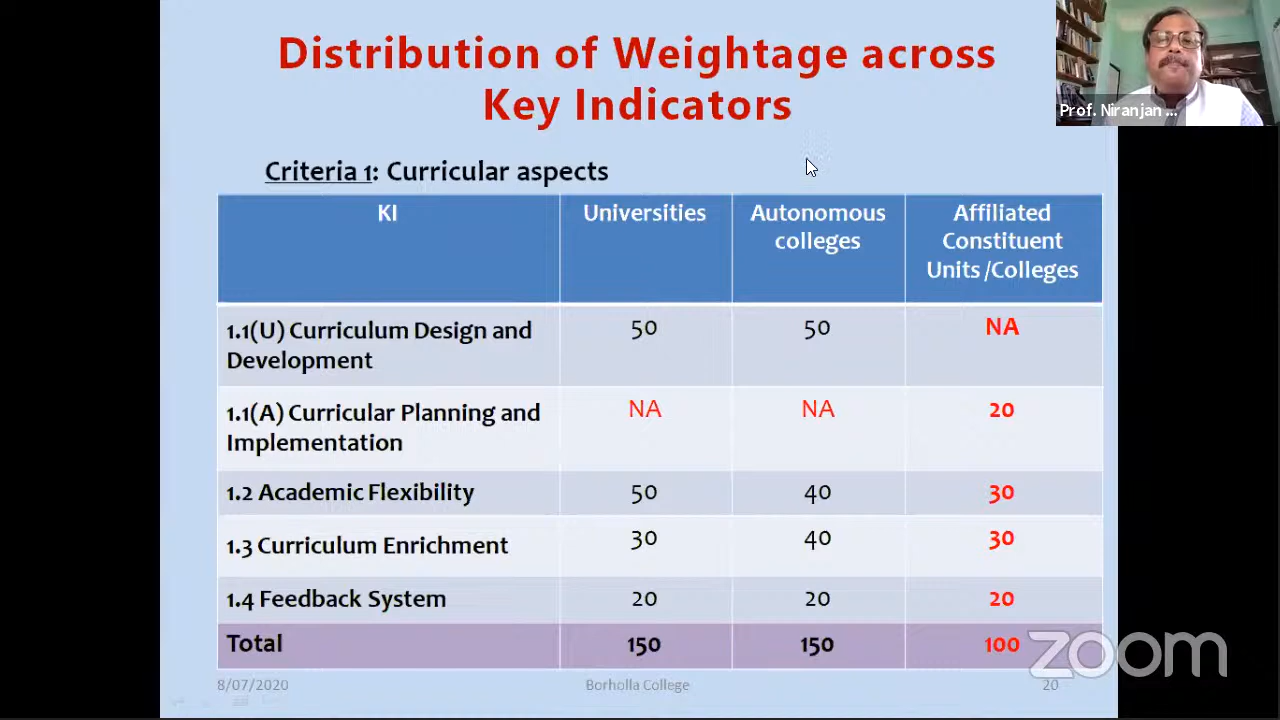 Distribution of Weightage across
Key Indicators
Prof. Niranjan ...
Criteria 1: Curricular aspects
KI
Universities
Autonomous
colleges
Affiliated
Constituent
Units /Colleges
1.1(U) Curriculum Design and
Development
50
50
NA
1.1(A) Curricular Planning and
Implementation
NA
NA
20
1.2 Academic Flexibility
50
40
30
1.3 Curriculum Enrichment
30
40
30
1.4 Feedback System
20
20
20
Total
150
150
100
zoom
8/07/2020
Borholla College
20